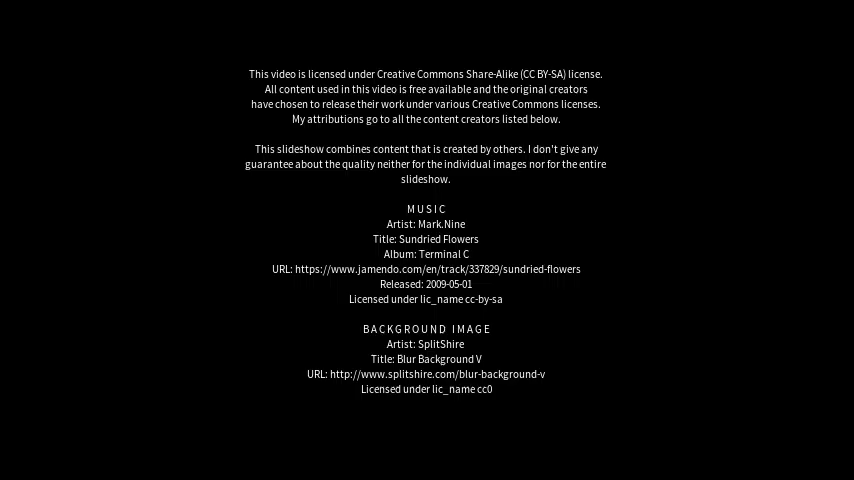 This video is licensed under Creative Commons Share-Alike (CC BY-SA) license.
All content used in this video is free available and the original creators
have chosen to release their work under various Creative Commons licenses.
My attributions go to all the content creators listed below.
This slideshow combines content that is created by others. I don't give any
guarantee about the quality neither for the individual images nor for the entire
slideshow.
MUSIC
Artist: Mark.Nine
Title: Sundried Flowers
Album: Terminal C
URL: https://www.jamendo.com/en/track/337829/sundried-flowers
Released: 2009-05-01
Licensed under lic_name cc-by-sa
BACKGROUND IMAGE
Artist: SplitShire
Title: Blur Background V
URL: http://www.splitshire.com/blur-background-v
Licensed under lic_name cc0